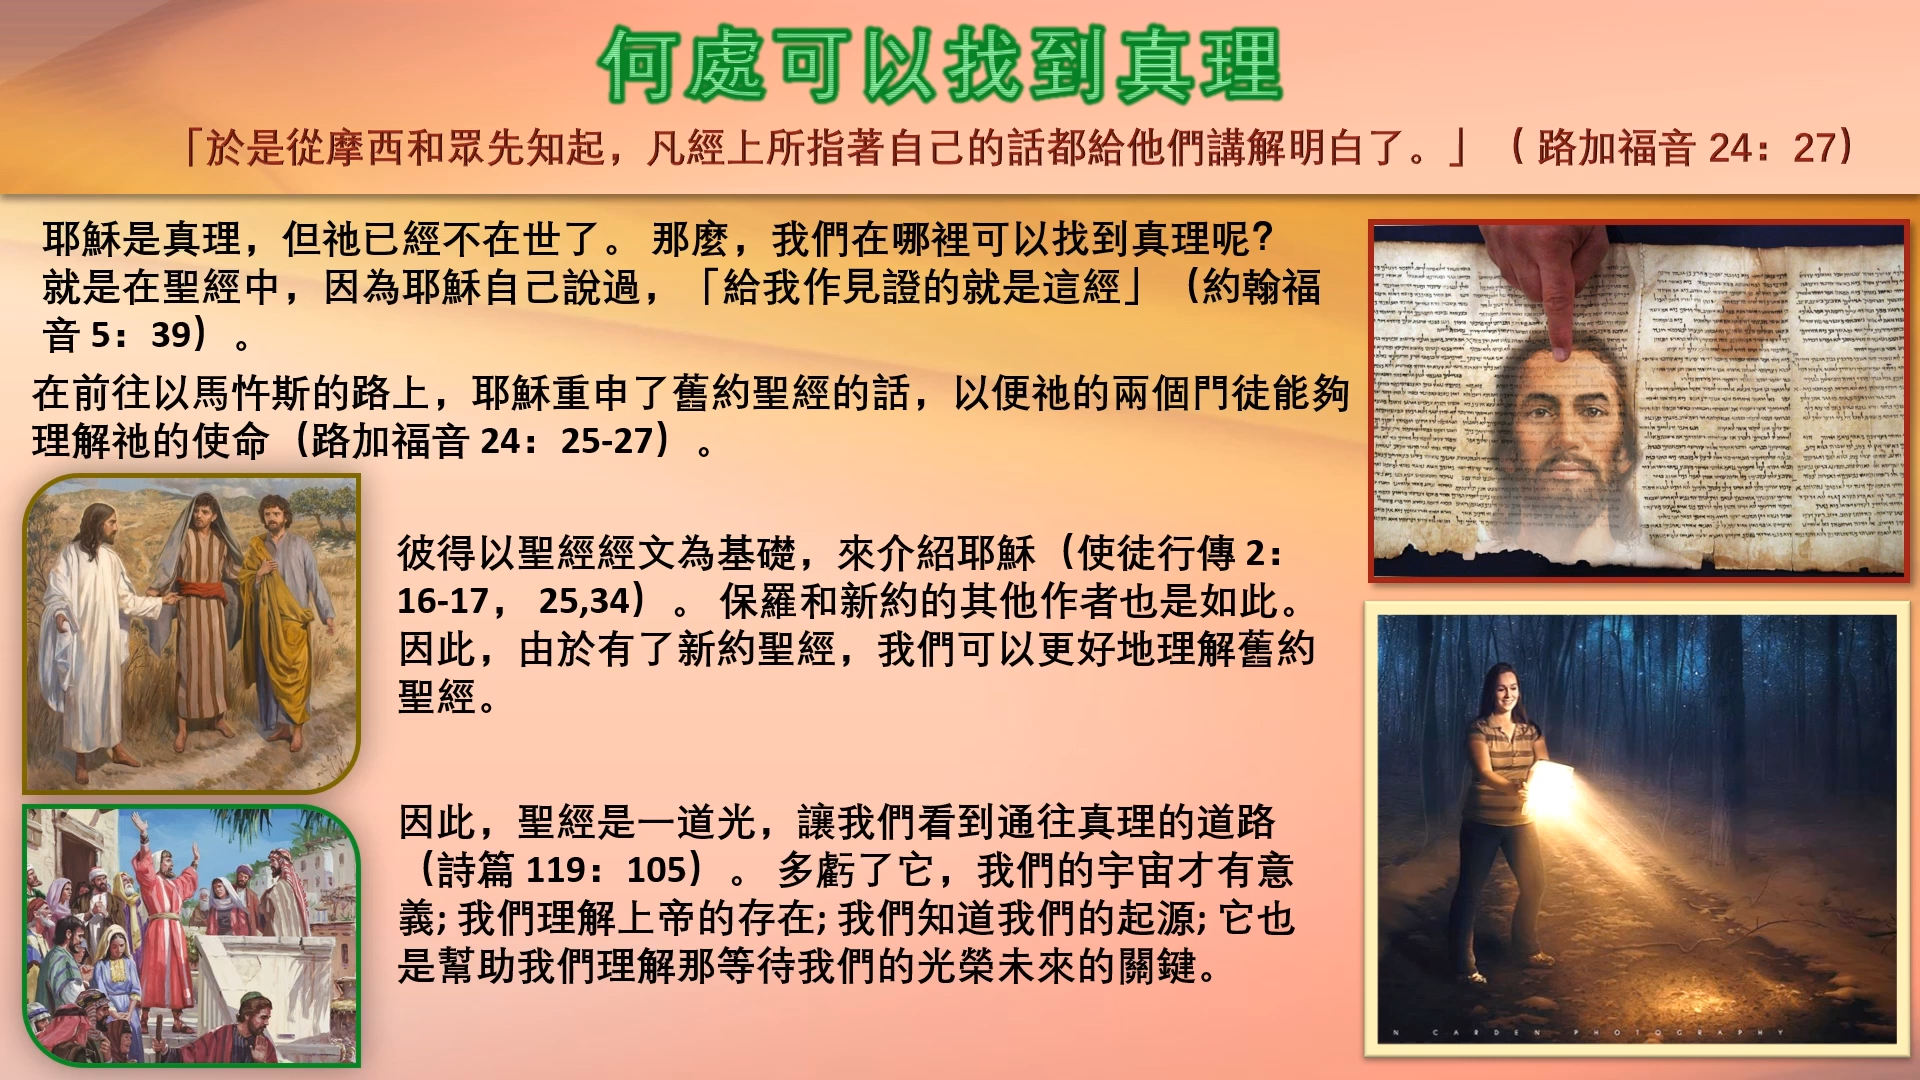 何處可以找到真理
「於是從摩西和眾先知起，凡經上所指著自己的話都給他們講解明白了。」（路加福音 24：27）
耶穌是真理，但祂已經不在世了。 那麼，我們在哪裡可以找到真理呢？
就是在聖經中，因為耶穌自己說過，「給我作見證的就是這經」（約翰福
音 5：39）。
在前往以馬忤斯的路上，耶穌重申了舊約聖經的話，以便祂的兩個門徒能夠
理解祂的使命（路加福音 24：25-27）。
彼得以聖經經文為基礎，來介紹耶穌（使徒行傳 2：
16-17， 25,34）。 保羅和新約的其他作者也是如此。
因此，由於有了新約聖經，我們可以更好地理解舊約
聖經。
因此，聖經是一道光，讓我們看到通往真理的道路
（詩篇 119：105）。 多虧了它，我們的宇宙才有意
義; 我們理解上帝的存在; 我們知道我們的起源; 它也
是幫助我們理解那等待我們的光榮未來的關鍵。
N CARDEN PHOTOGRAPHY